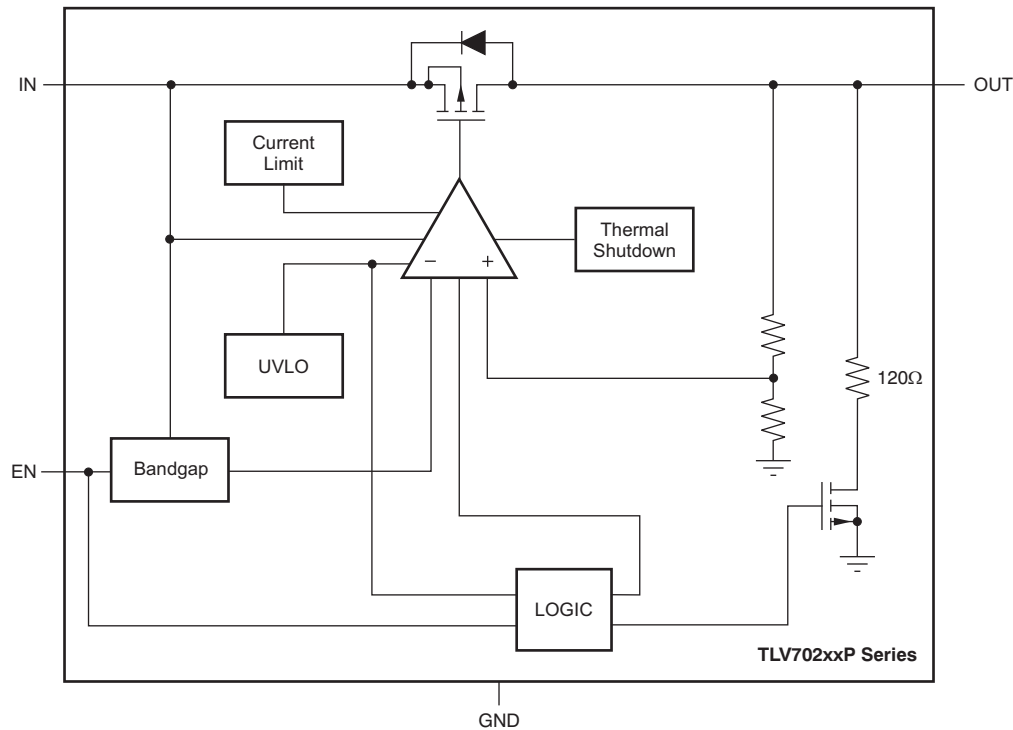 IN
OUT
Current
Limit
Thermal
Shutdown
−
+
UVLO
120Ω
EN
Bandgap
LOGIC
TLV702xxP Series
GND